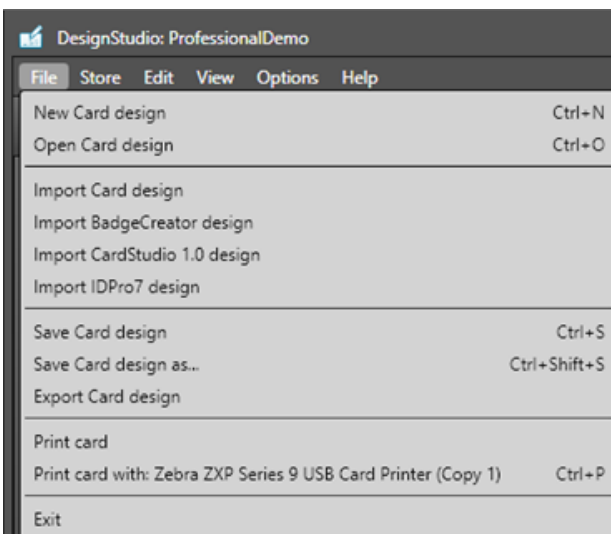 DesignStudio: ProfessionalDemo
File Store Edit View Options Help
New Card design Ctrl+N
Open Card design Ctrl+O
Import Card design
Import BadgeCreator design
Import CardStudio 1.0 design
Import IDPro7 design
Save Card design Ctrl+S
Save Card design as... Ctrl+Shift+S
Export Card design
Print card
Print card with: Zebra ZXP Series 9 USB Card Printer (Copy 1) Ctrl+P
Exit